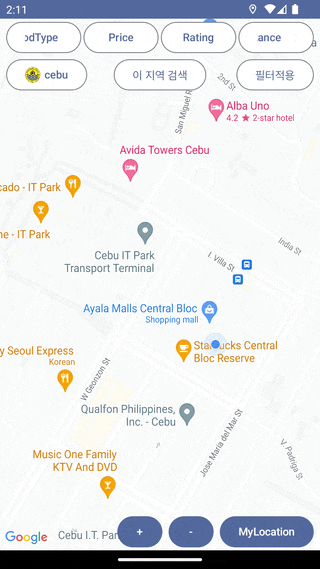 2:11
odType
Price
Rating
ance
cebu
이 지역 검색
필터적용
2nd St
San Miguel R
Alba Uno
4.2 ★ 2-star hotel
Avida Towers Cebu
cado - IT Park
ne - IT Park
Cebu IT Park
Transport Terminal
India St
I. Villa St
Ayala Malls Central Bloc
Shopping mall
Starbucks Central
Bloc Reserve
y Seoul Express
Korean
W Geonzon St
Qualfon Philippines,
Inc. - Cebu
Jose Maria del Mar St
V. Padriga St
Music One Family
KTV And DVD
Google
Cebu I.T. Par
+
-
MyLocation